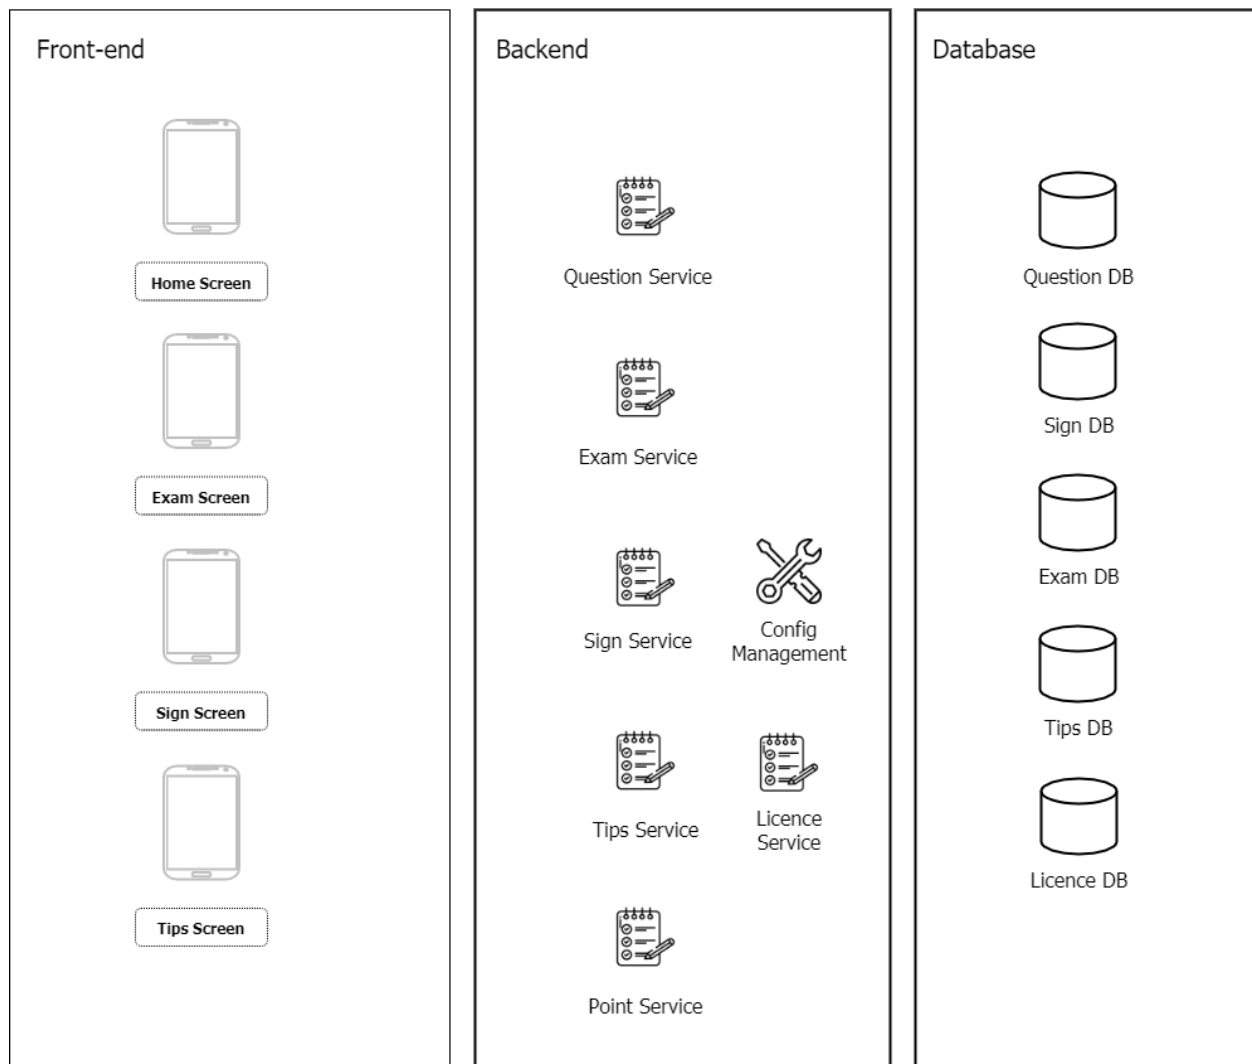 Front-end
Home Screen
Exam Screen
Sign Screen
Tips Screen
Backend
Question Service
Exam Service
Sign Service
Config
Management
Tips Service
Licence
Service
Point Service
Database
Question DB
Sign DB
Exam DB
Tips DB
Licence DB